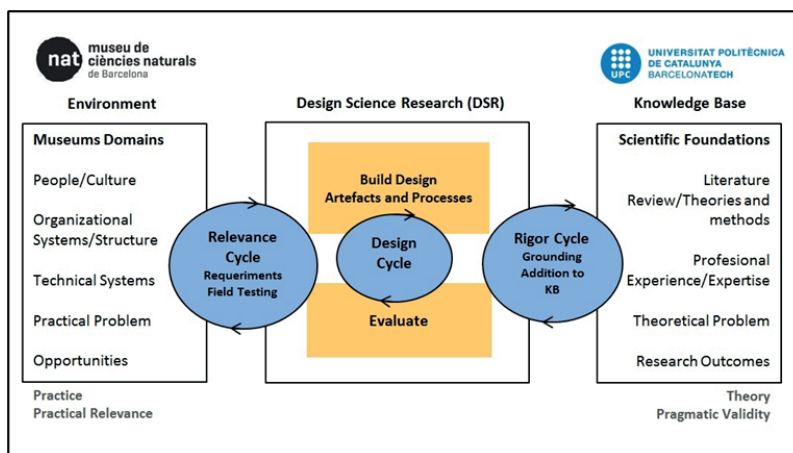 nat
museu de
ciències naturals
de Barcelona
UPC
UNIVERSITAT POLITÈCNICA
DE CATALUNYA
BARCELONATECH
Environment
Design Science Research (DSR)
Knowledge Base
Museums Domains
People/Culture
Organizational
Systems/Structure
Technical Systems
Practical Problem
Opportunities
Relevance
Cycle
Requeriments
Field Testing
Build Design
Artefacts and Processes
Design
Cycle
Evaluate
Rigor Cycle
Grounding
Addition to
KB
Scientific Foundations
Literature
Review/Theories and
methods
Profesional
Experience/Expertise
Theoretical Problem
Research Outcomes
Practice
Practical Relevance
Theory
Pragmatic Validity